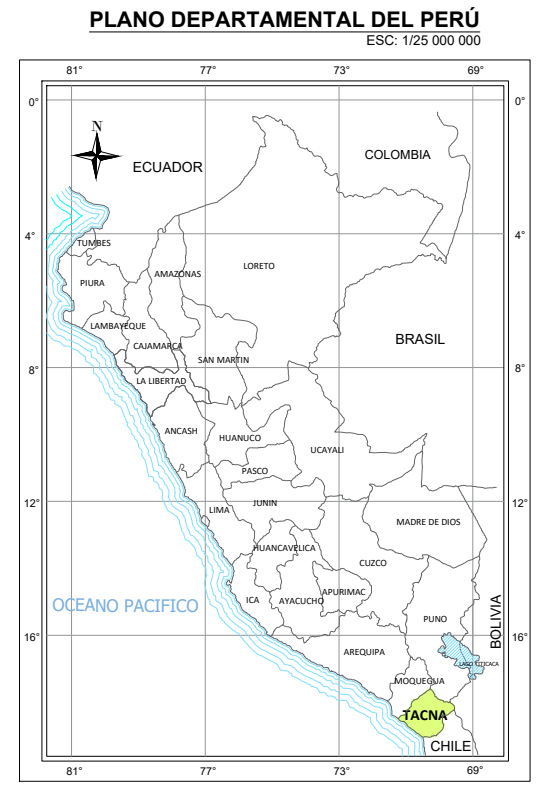 PLANO DEPARTAMENTAL DEL PERÚ
ESC: 1/25 000 000
81° 77° 73° 69°
0° 0°
N
COLOMBIA
ECUADOR
4° 4°
TUMBES
LORETO
AMAZONAS
PIURA
LAMBAYEQUE
BRASIL
CAJAMARCA
SAN MARTIN
8° 8°
LA LIBERTAD
ANCASH
HUANUCO
UCAYALI
PASCO
12° 12°
JUNIN
LIMA
MADRE DE DIOS
HUANCAVELICA
CUZCO
APURIMAC
ICA
AYACUCHO
OCEANO PACIFICO
PUNO
BOLIVIA
16° 16°
AREQUIPA
LAGO TITICACA
MOQUEGUA
TACNA
CHILE
81° 77° 73° 69°